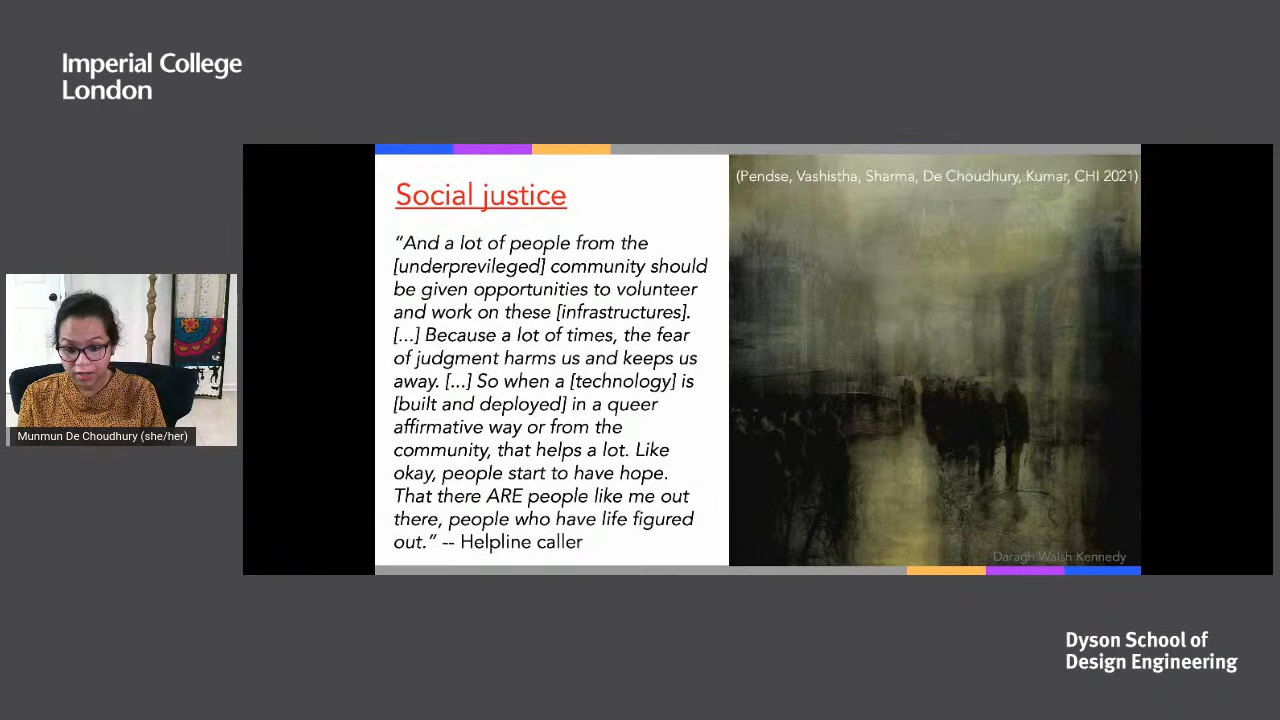 Imperial College
London
Social justice
“And a lot of people from the
[underprevileged] community should
be given opportunities to volunteer
and work on these [infrastructures].
[...] Because a lot of times, the fear
of judgment harms us and keeps us
away. [...] So when a [technology] is
[built and deployed] in a queer
affirmative way or from the
community, that helps a lot. Like
okay, people start to have hope.
That there ARE people like me out
there, people who have life figured
out.” -- Helpline caller
(Pendse, Vashistha, Sharma, De Choudhury, Kumar, CHI 2021)
Daragh Walsh Kennedy
Munmun De Choudhury (she/her)
Dyson School of
Design Engineering